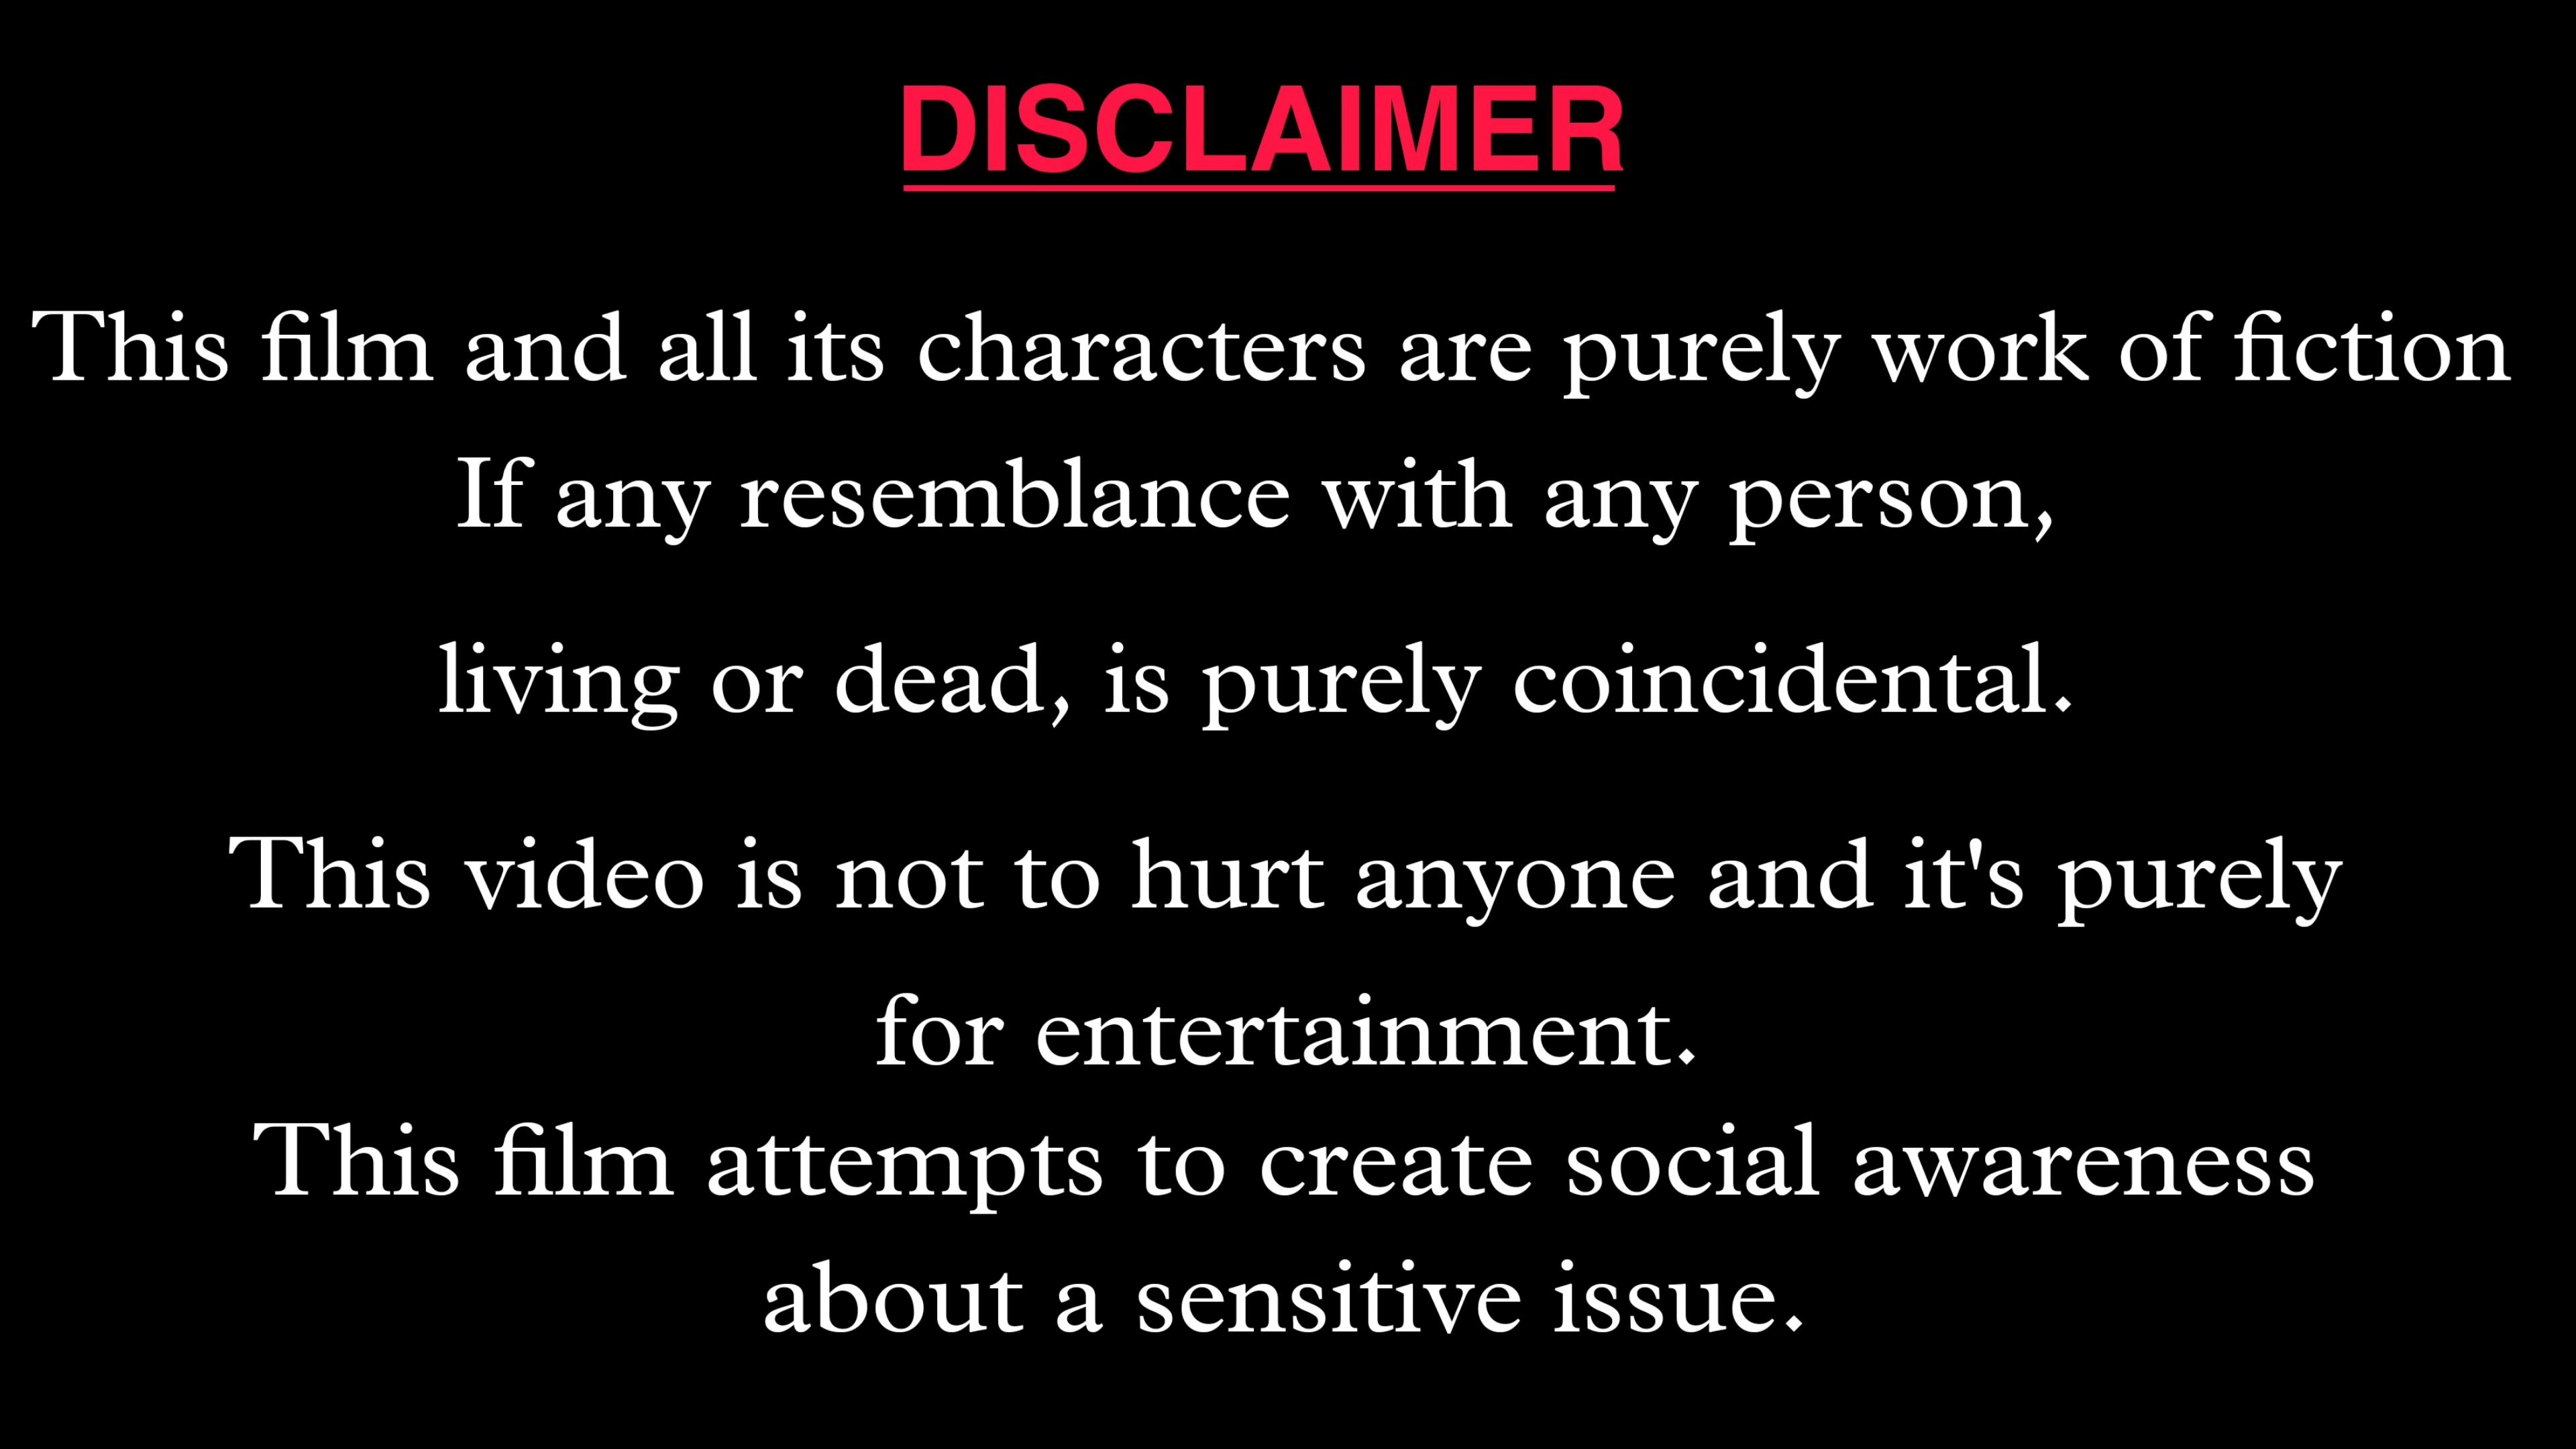 DISCLAIMER
This film and all its characters are purely work of fiction
If any resemblance with any person,
living or dead, is purely coincidental.
This video is not to hurt anyone and it's purely
for entertainment.
This film attempts to create social awareness
about a sensitive issue.